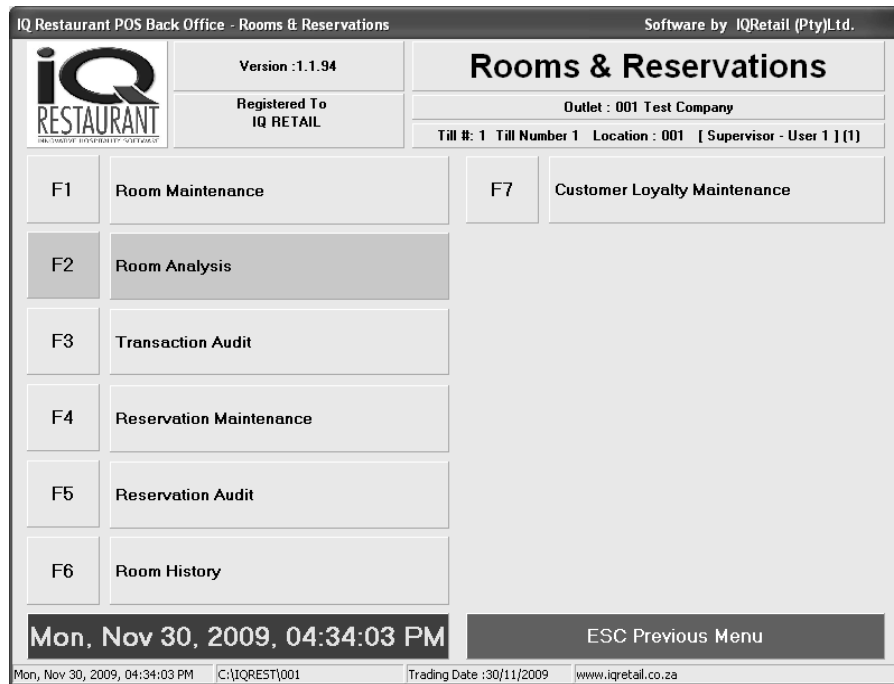 IQ Restaurant POS Back Office - Rooms & Reservations
Software by IQRetail (Pty)Ltd.
iQ
RESTAURANT
INNOVATIVE HOSPITALITY SOFTWARE
Version :1.1.94
Registered To
IQ RETAIL
Rooms & Reservations
Outlet : 001 Test Company
Till #: 1 Till Number 1 Location : 001 [ Supervisor - User 1 ] (1)
F1 Room Maintenance
F7 Customer Loyalty Maintenance
F2 Room Analysis
F3 Transaction Audit
F4 Reservation Maintenance
F5 Reservation Audit
F6 Room History
Mon, Nov 30, 2009, 04:34:03 PM
ESC Previous Menu
Mon, Nov 30, 2009, 04:34:03 PM C:\IQREST\001 Trading Date :30/11/2009 www.iqretail.co.za